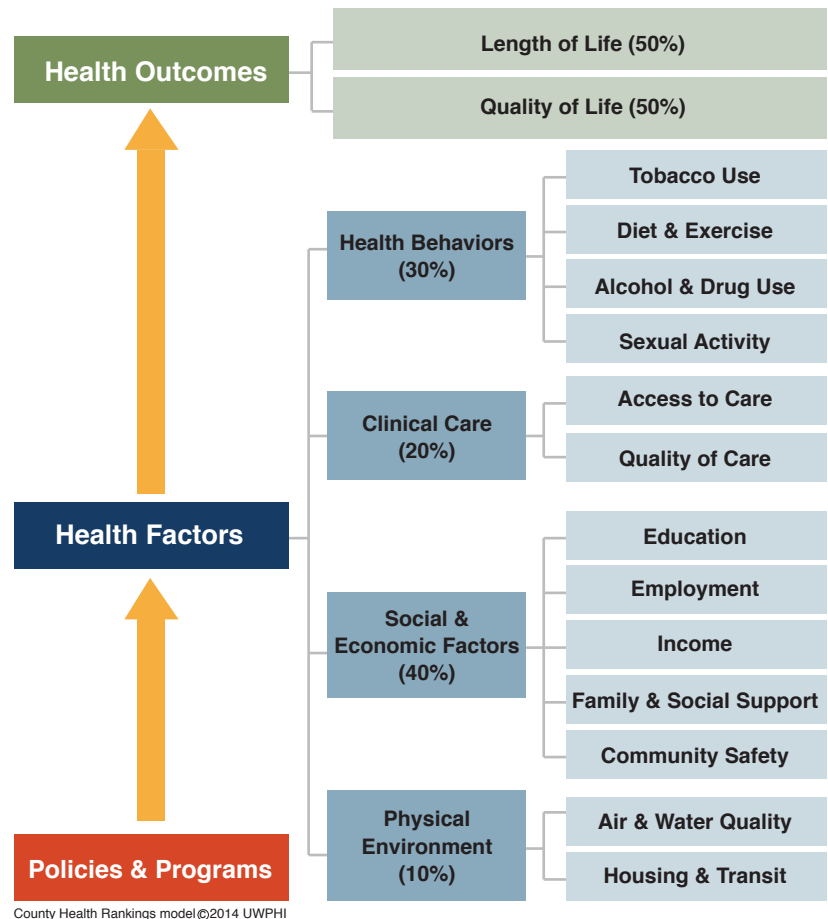 Health Outcomes
Length of Life (50%)
Quality of Life (50%)
Health Factors
Health Behaviors
(30%)
Tobacco Use
Diet & Exercise
Alcohol & Drug Use
Sexual Activity
Clinical Care
(20%)
Access to Care
Quality of Care
Social &
Economic Factors
(40%)
Education
Employment
Income
Family & Social Support
Community Safety
Physical
Environment
(10%)
Air & Water Quality
Housing & Transit
Policies & Programs
County Health Rankings model ©2014 UWPHI